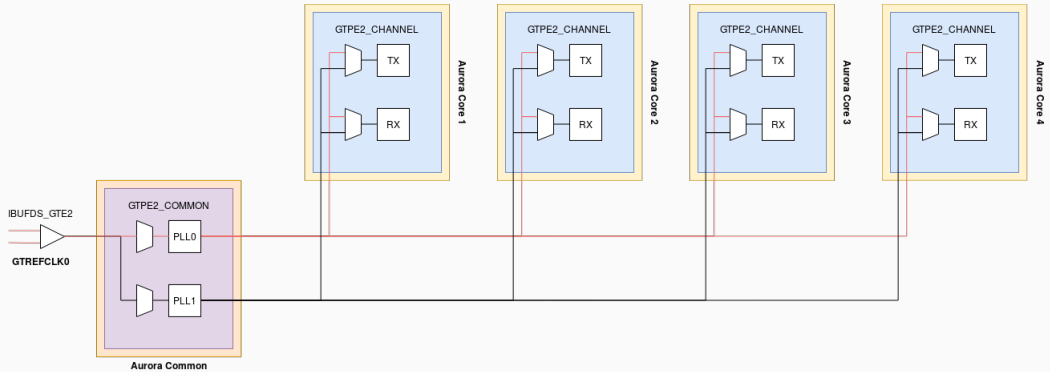 GTPE2_CHANNEL
TX
RX
Aurora Core 1
GTPE2_CHANNEL
TX
RX
Aurora Core 2
GTPE2_CHANNEL
TX
RX
Aurora Core 3
GTPE2_CHANNEL
TX
RX
Aurora Core 4
IBUFDS_GTE2
GTREFCLK0
GTPE2_COMMON
PLL0
PLL1
Aurora Common